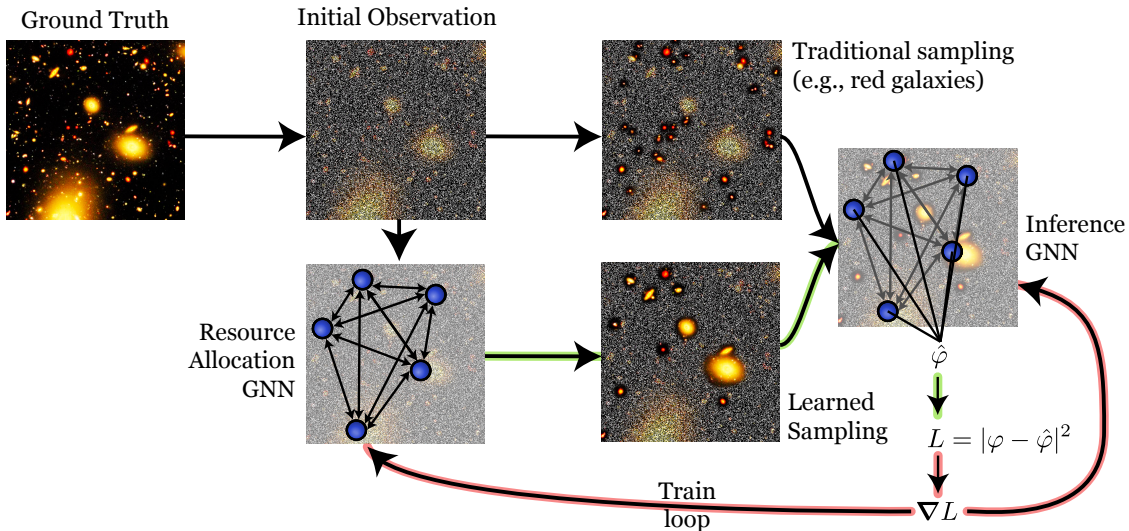 Ground Truth
Initial Observation
Traditional sampling
(e.g., red galaxies)
Inference
GNN
Resource
Allocation
GNN
Learned
Sampling
φ̂
L = |φ − φ̂|²
∇L
Train
loop